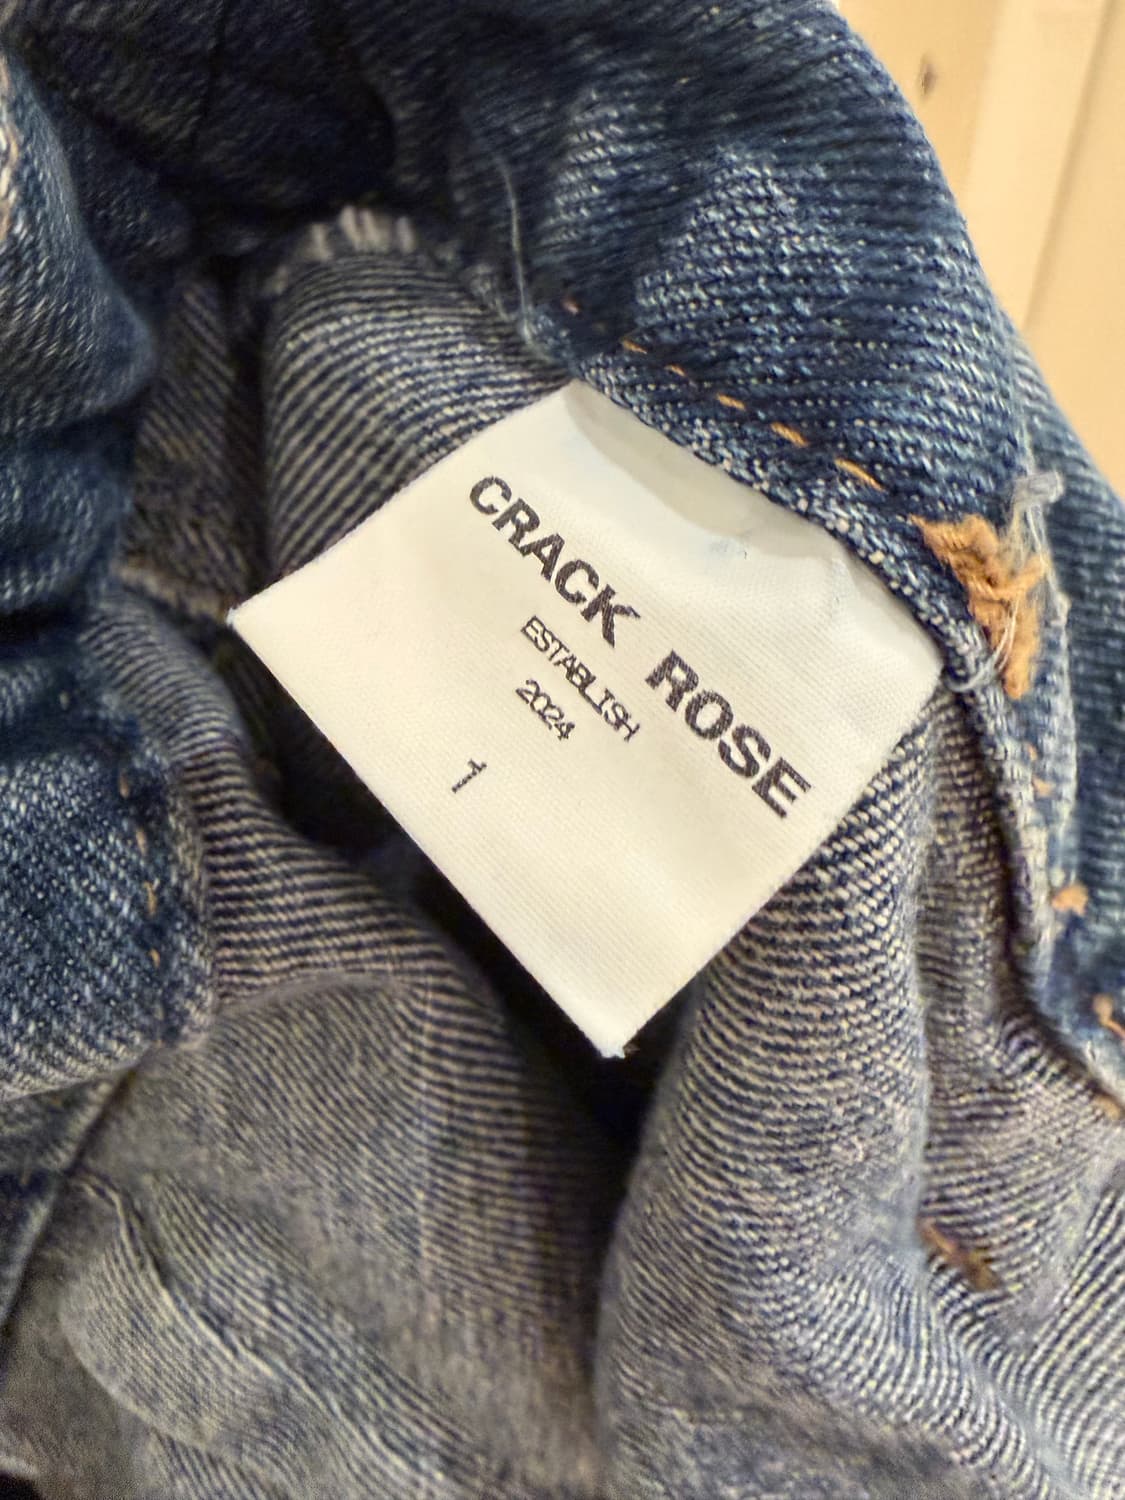 CRACK ROSE
ESTABLISH
2024
1